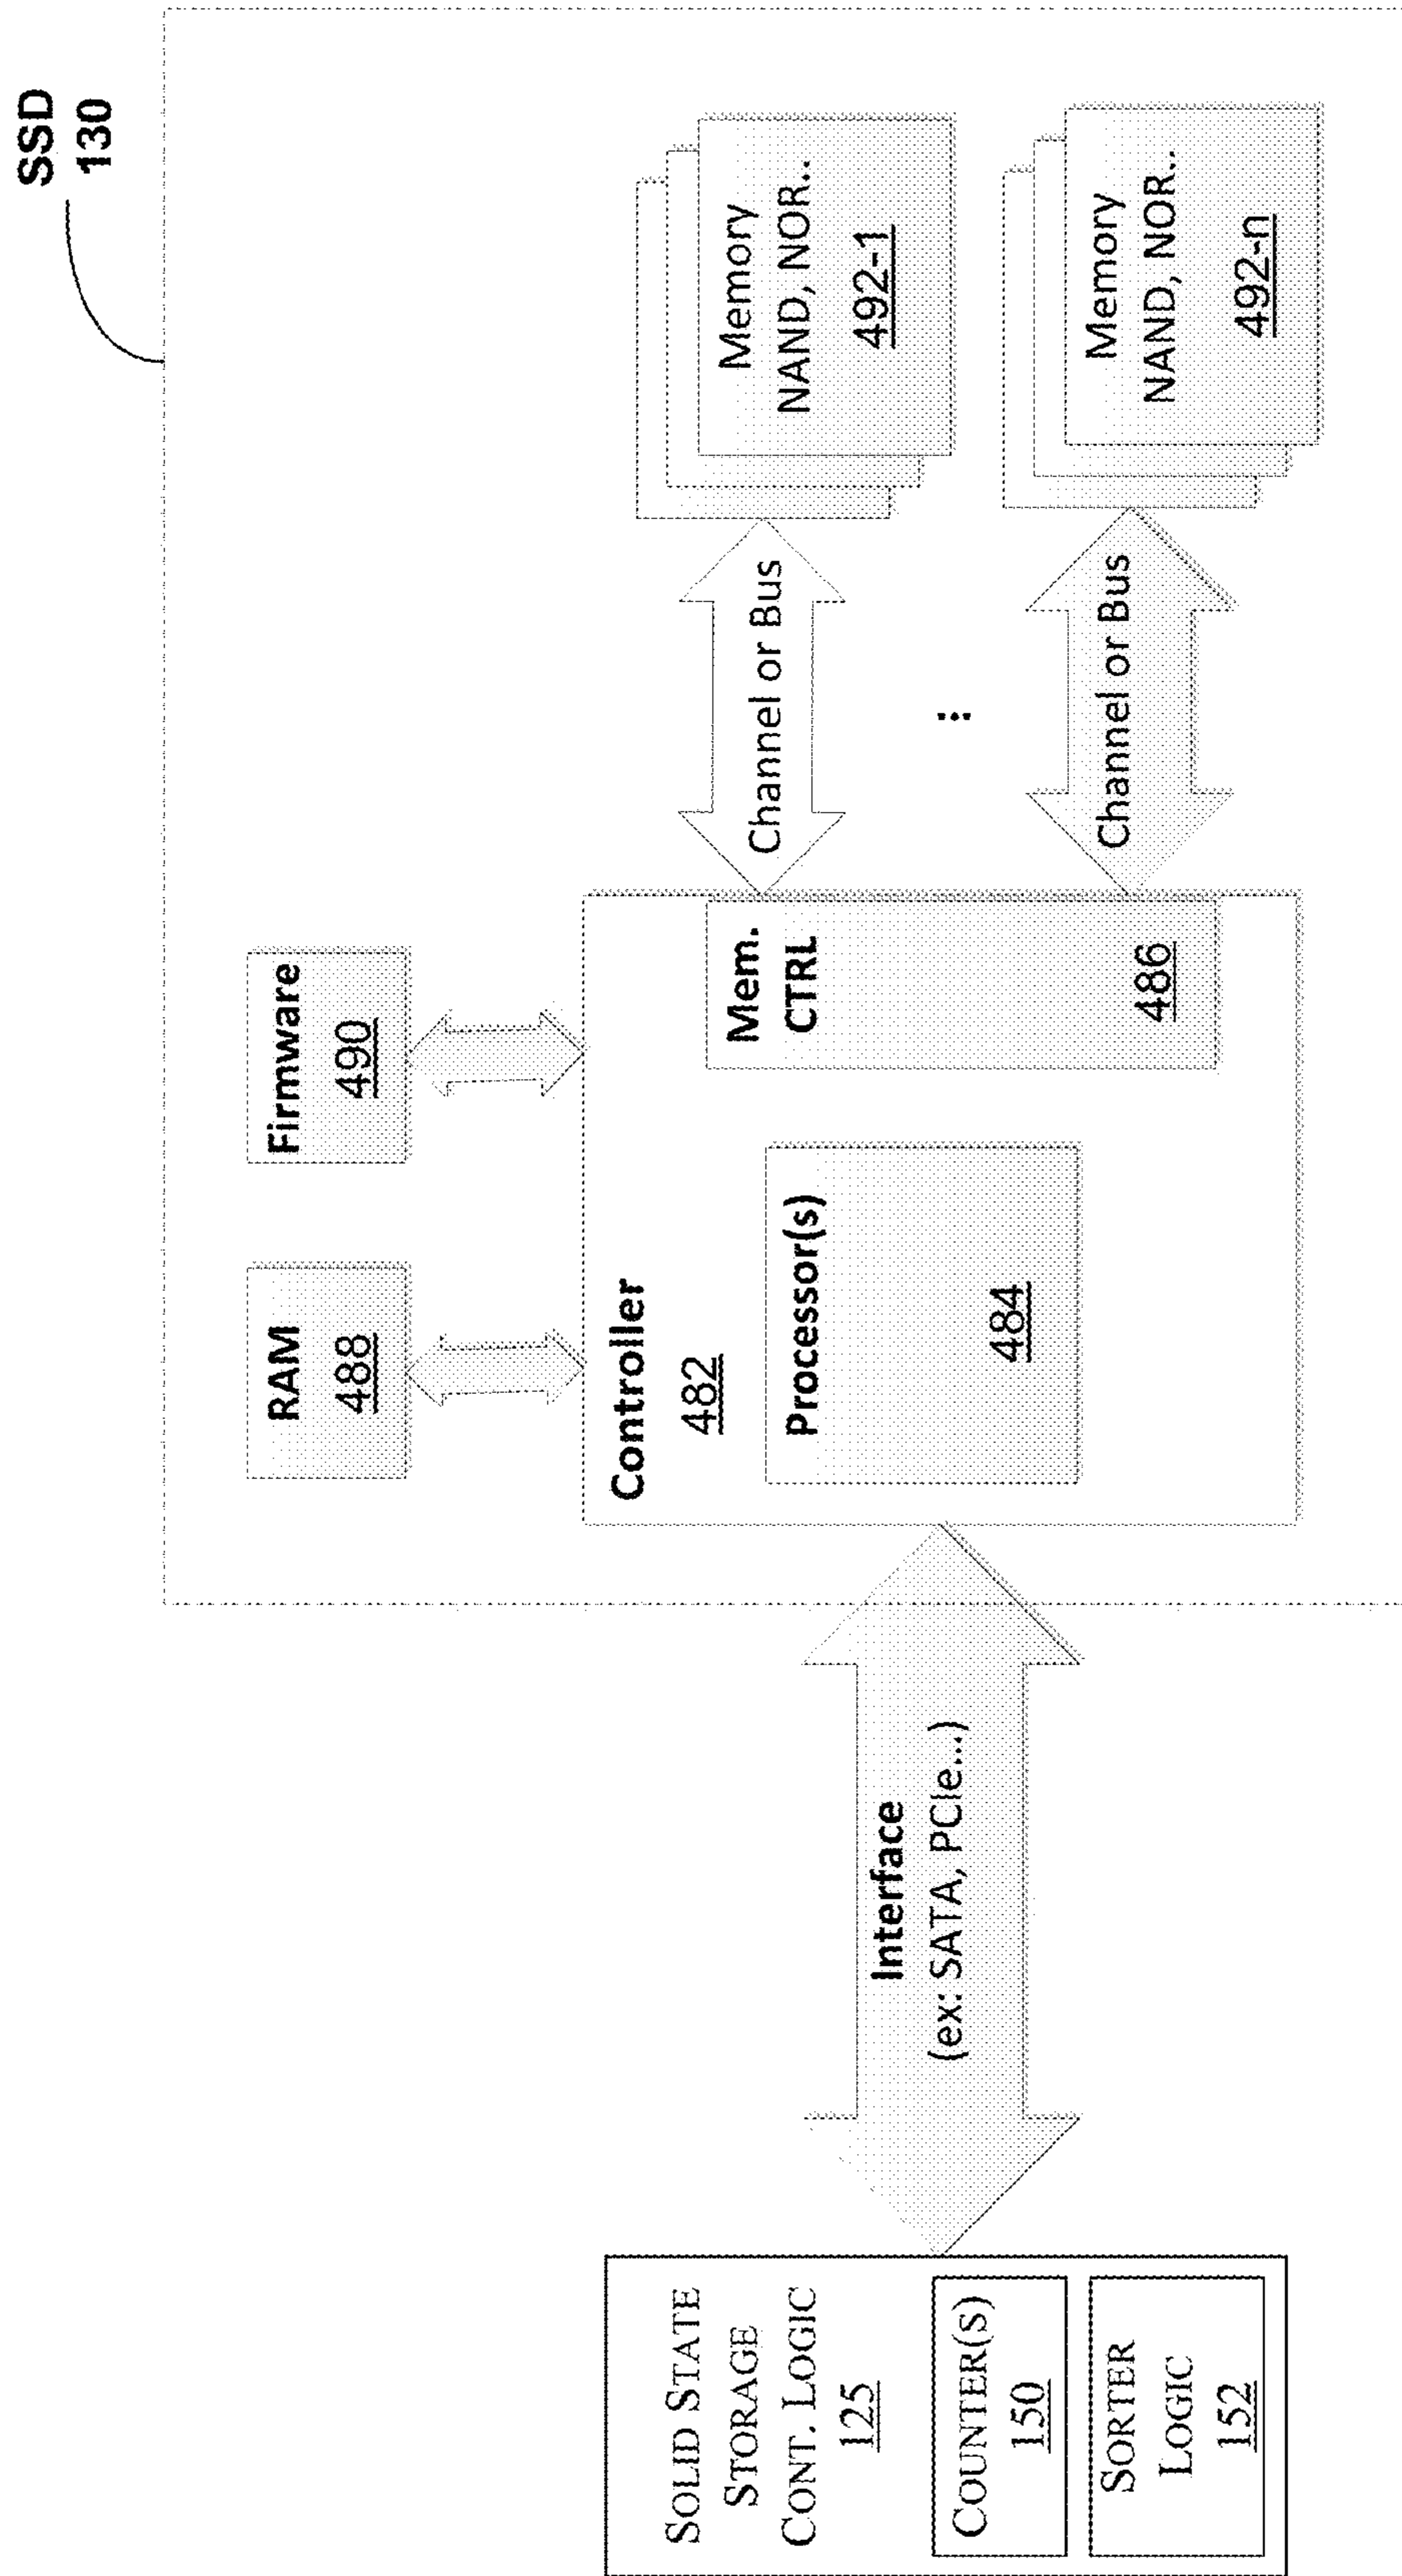 SSD
130
RAM
488
Firmware
490
Controller
482
Processor(s)
484
Mem.
CTRL
486
Channel or Bus
...
Channel or Bus
Memory
NAND, NOR..
492-1
Memory
NAND, NOR..
492-n
Interface
(ex: SATA, PCIe...)
SOLID STATE
STORAGE
CONT. LOGIC
125
COUNTER(S)
150
SORTER
LOGIC
152